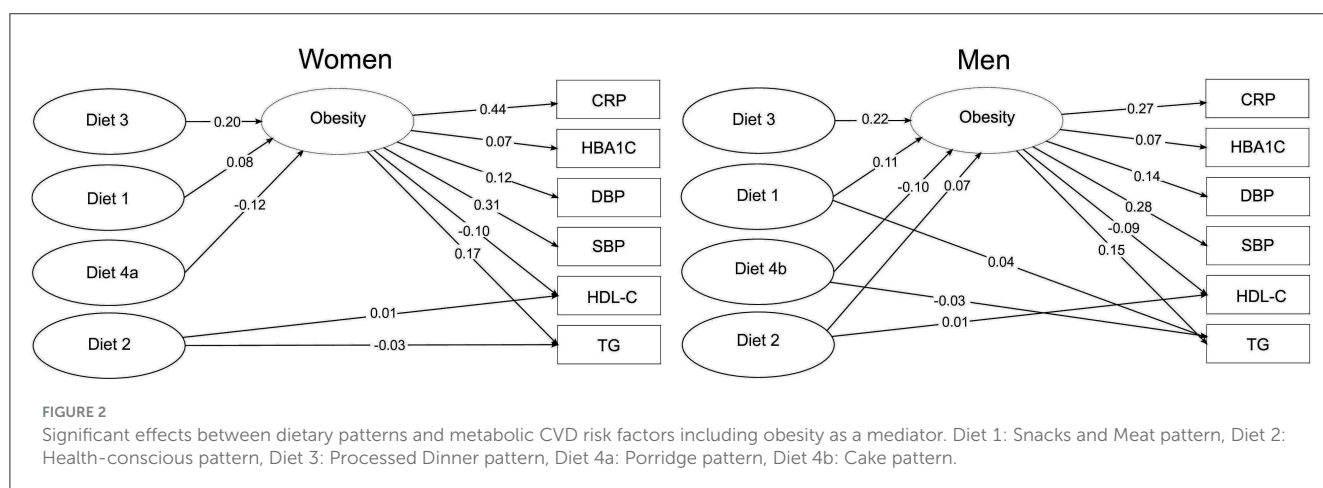 Women
Diet 3
Diet 1
Diet 4a
Diet 2
Obesity
0.20
0.08
-0.12
0.44
0.07
0.12
0.31
-0.10
0.17
0.01
-0.03
CRP
HBA1C
DBP
SBP
HDL-C
TG
Men
Diet 3
Diet 1
Diet 4b
Diet 2
Obesity
0.22
0.11
-0.10
0.07
0.27
0.07
0.14
0.28
-0.09
0.15
0.04
-0.03
0.01
CRP
HBA1C
DBP
SBP
HDL-C
TG
FIGURE 2
Significant effects between dietary patterns and metabolic CVD risk factors including obesity as a mediator. Diet 1: Snacks and Meat pattern, Diet 2:
Health-conscious pattern, Diet 3: Processed Dinner pattern, Diet 4a: Porridge pattern, Diet 4b: Cake pattern.